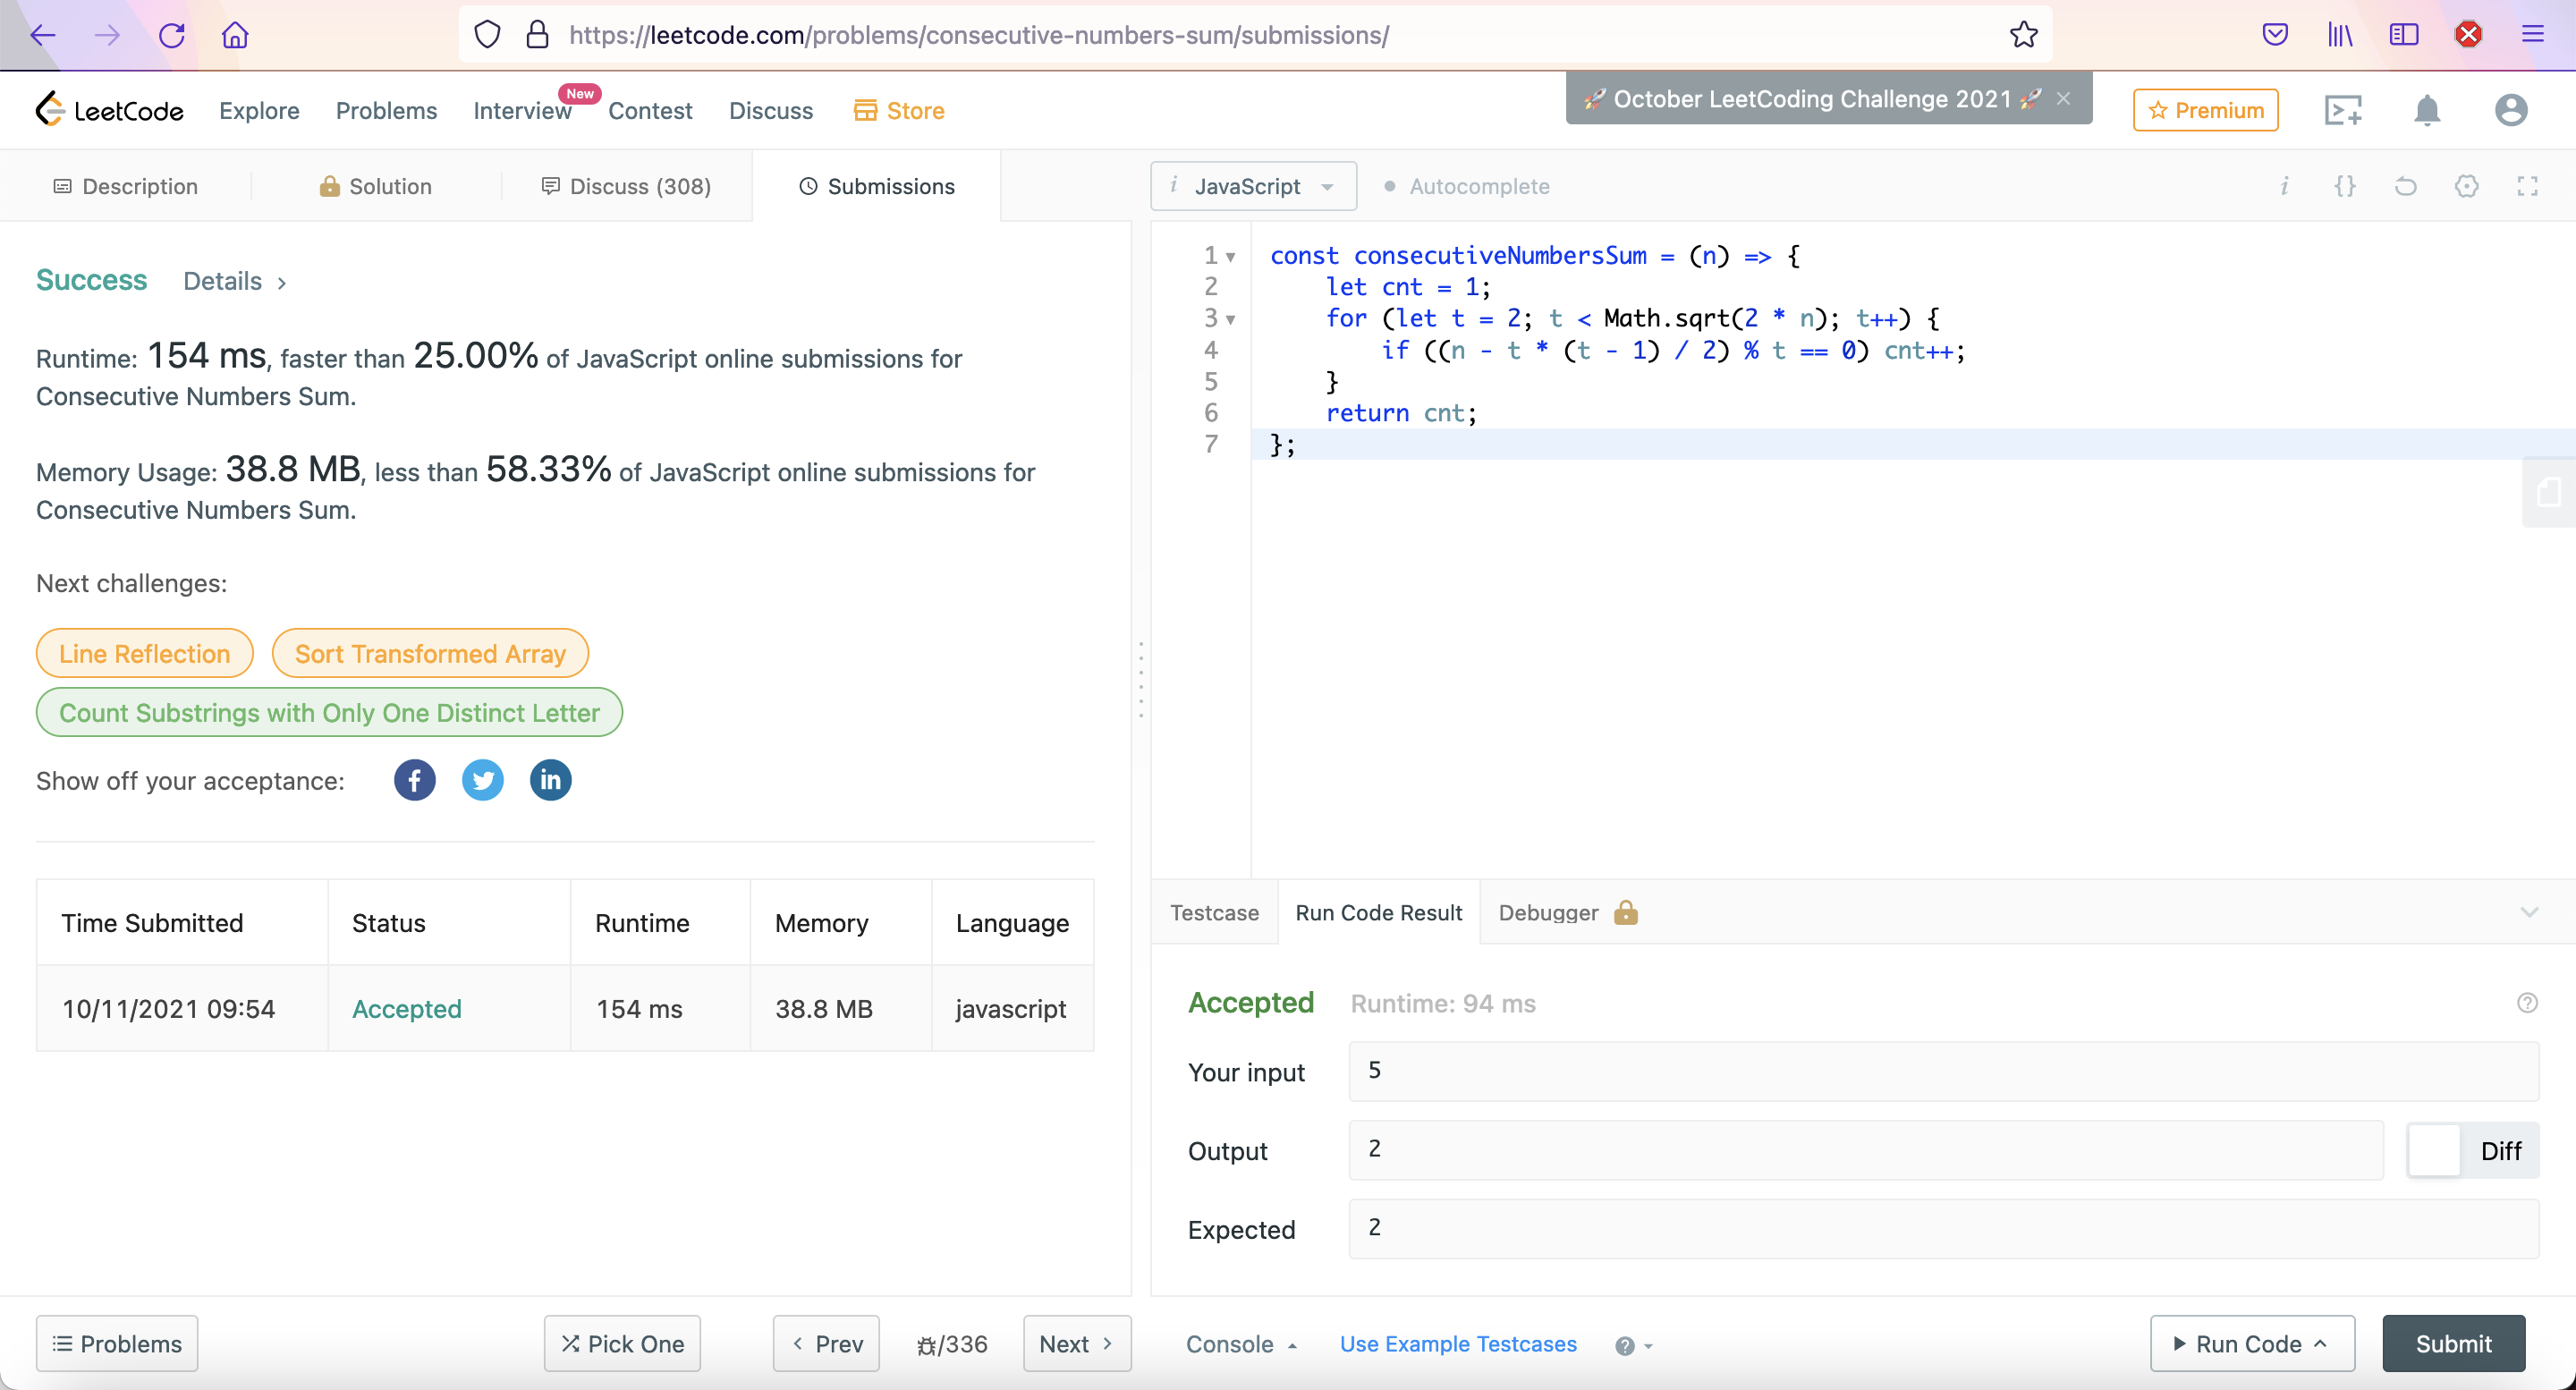 https://leetcode.com/problems/consecutive-numbers-sum/submissions/
LeetCode Explore Problems Interview New Contest Discuss Store 🚀 October LeetCoding Challenge 2021 🚀 × Premium
Description Solution Discuss (308) Submissions
i JavaScript Autocomplete i {}
Success Details >
Runtime: 154 ms, faster than 25.00% of JavaScript online submissions for
Consecutive Numbers Sum.
Memory Usage: 38.8 MB, less than 58.33% of JavaScript online submissions for
Consecutive Numbers Sum.
Next challenges:
Line Reflection Sort Transformed Array
Count Substrings with Only One Distinct Letter
Show off your acceptance: f in
Time Submitted Status Runtime Memory Language
10/11/2021 09:54 Accepted 154 ms 38.8 MB javascript
1 const consecutiveNumbersSum = (n) => {
2 let cnt = 1;
3 for (let t = 2; t < Math.sqrt(2 * n); t++) {
4 if ((n - t * (t - 1) / 2) % t == 0) cnt++;
5 }
6 return cnt;
7 };
Testcase Run Code Result Debugger
Accepted Runtime: 94 ms ?
Your input 5
Output 2 Diff
Expected 2
Problems Pick One < Prev /336 Next >
Console Use Example Testcases ? Run Code Submit